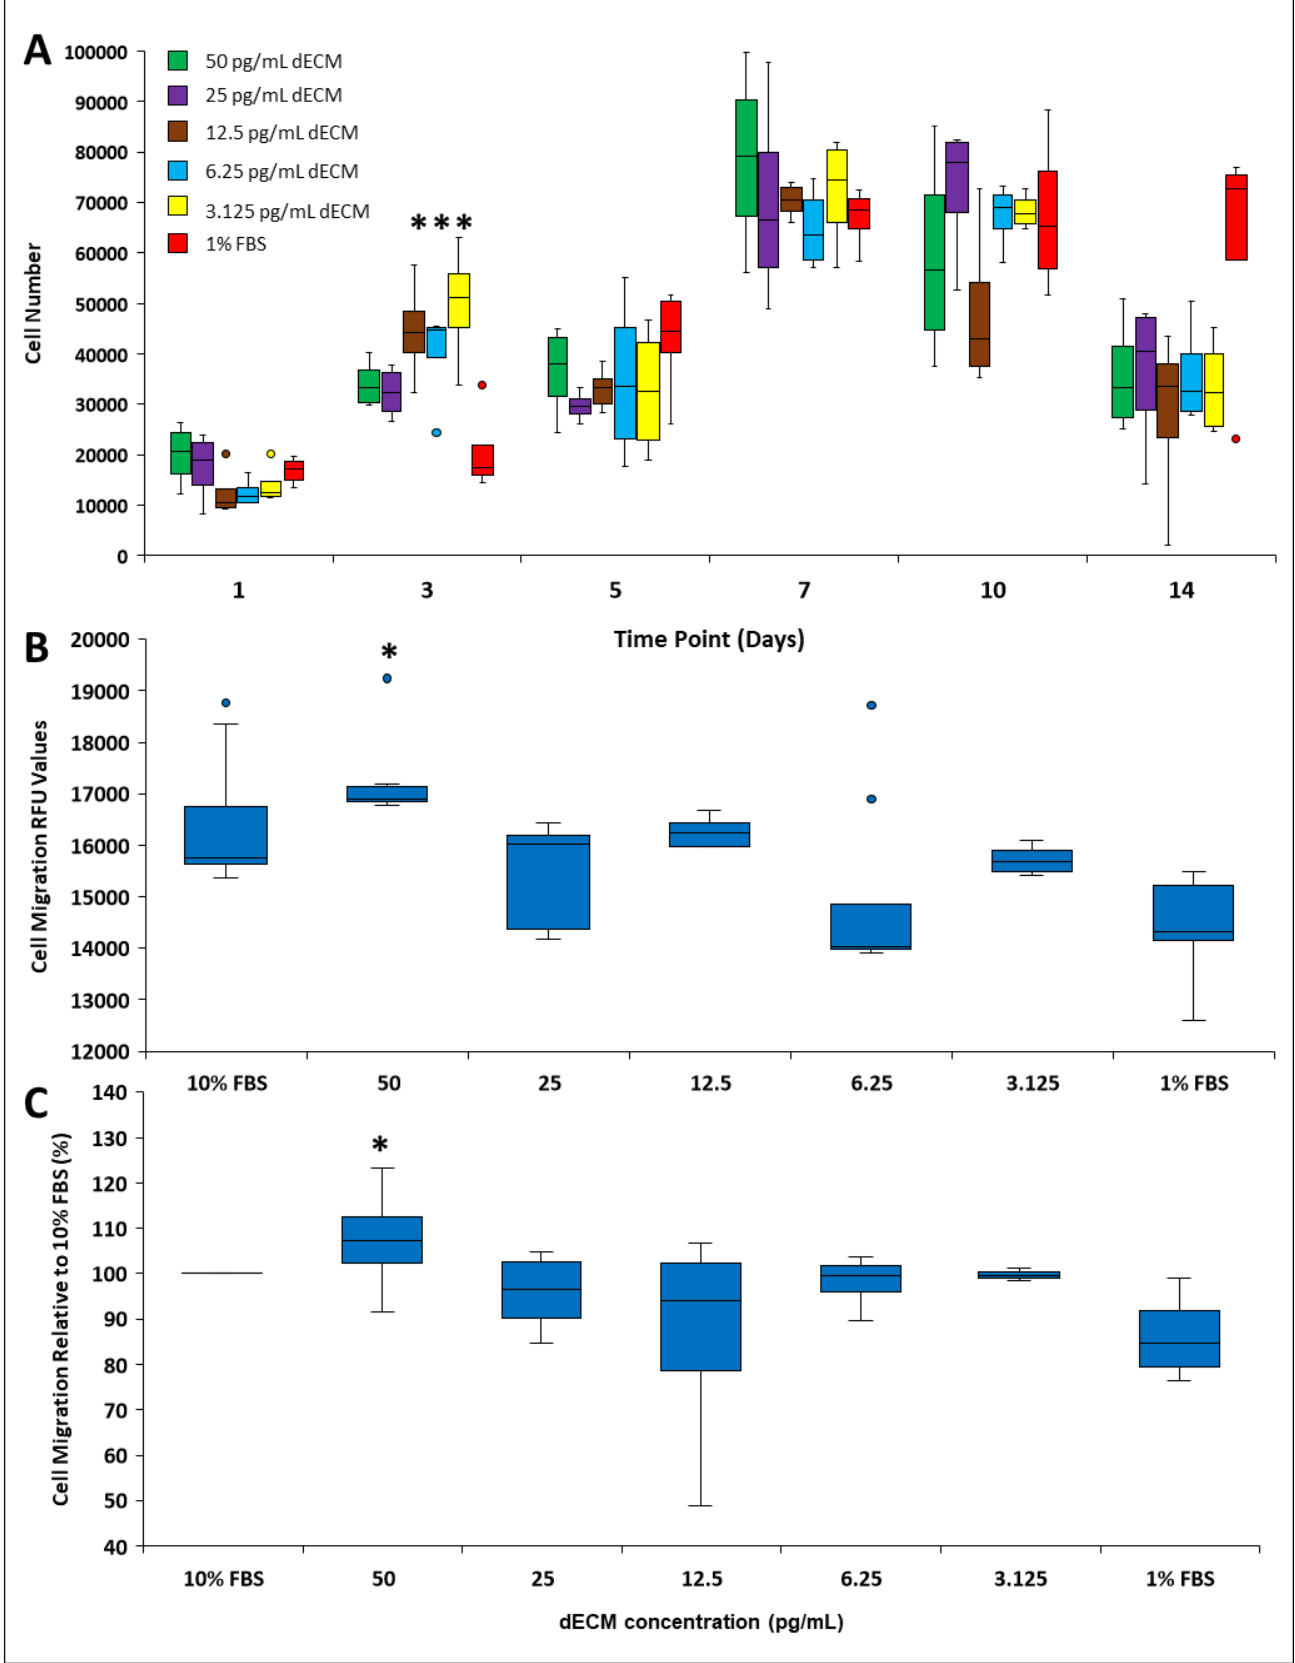 A
100000
90000
80000
70000
60000
50000
40000
30000
20000
10000
0
Cell Number
50 pg/mL dECM
25 pg/mL dECM
12.5 pg/mL dECM
6.25 pg/mL dECM
3.125 pg/mL dECM
1% FBS
* * *
1 3 5 7 10 14
Time Point (Days)
B
20000
19000
18000
17000
16000
15000
14000
13000
12000
Cell Migration RFU Values
*
10% FBS 50 25 12.5 6.25 3.125 1% FBS
C
140
130
120
110
100
90
80
70
60
50
40
Cell Migration Relative to 10% FBS (%)
*
10% FBS 50 25 12.5 6.25 3.125 1% FBS
dECM concentration (pg/mL)